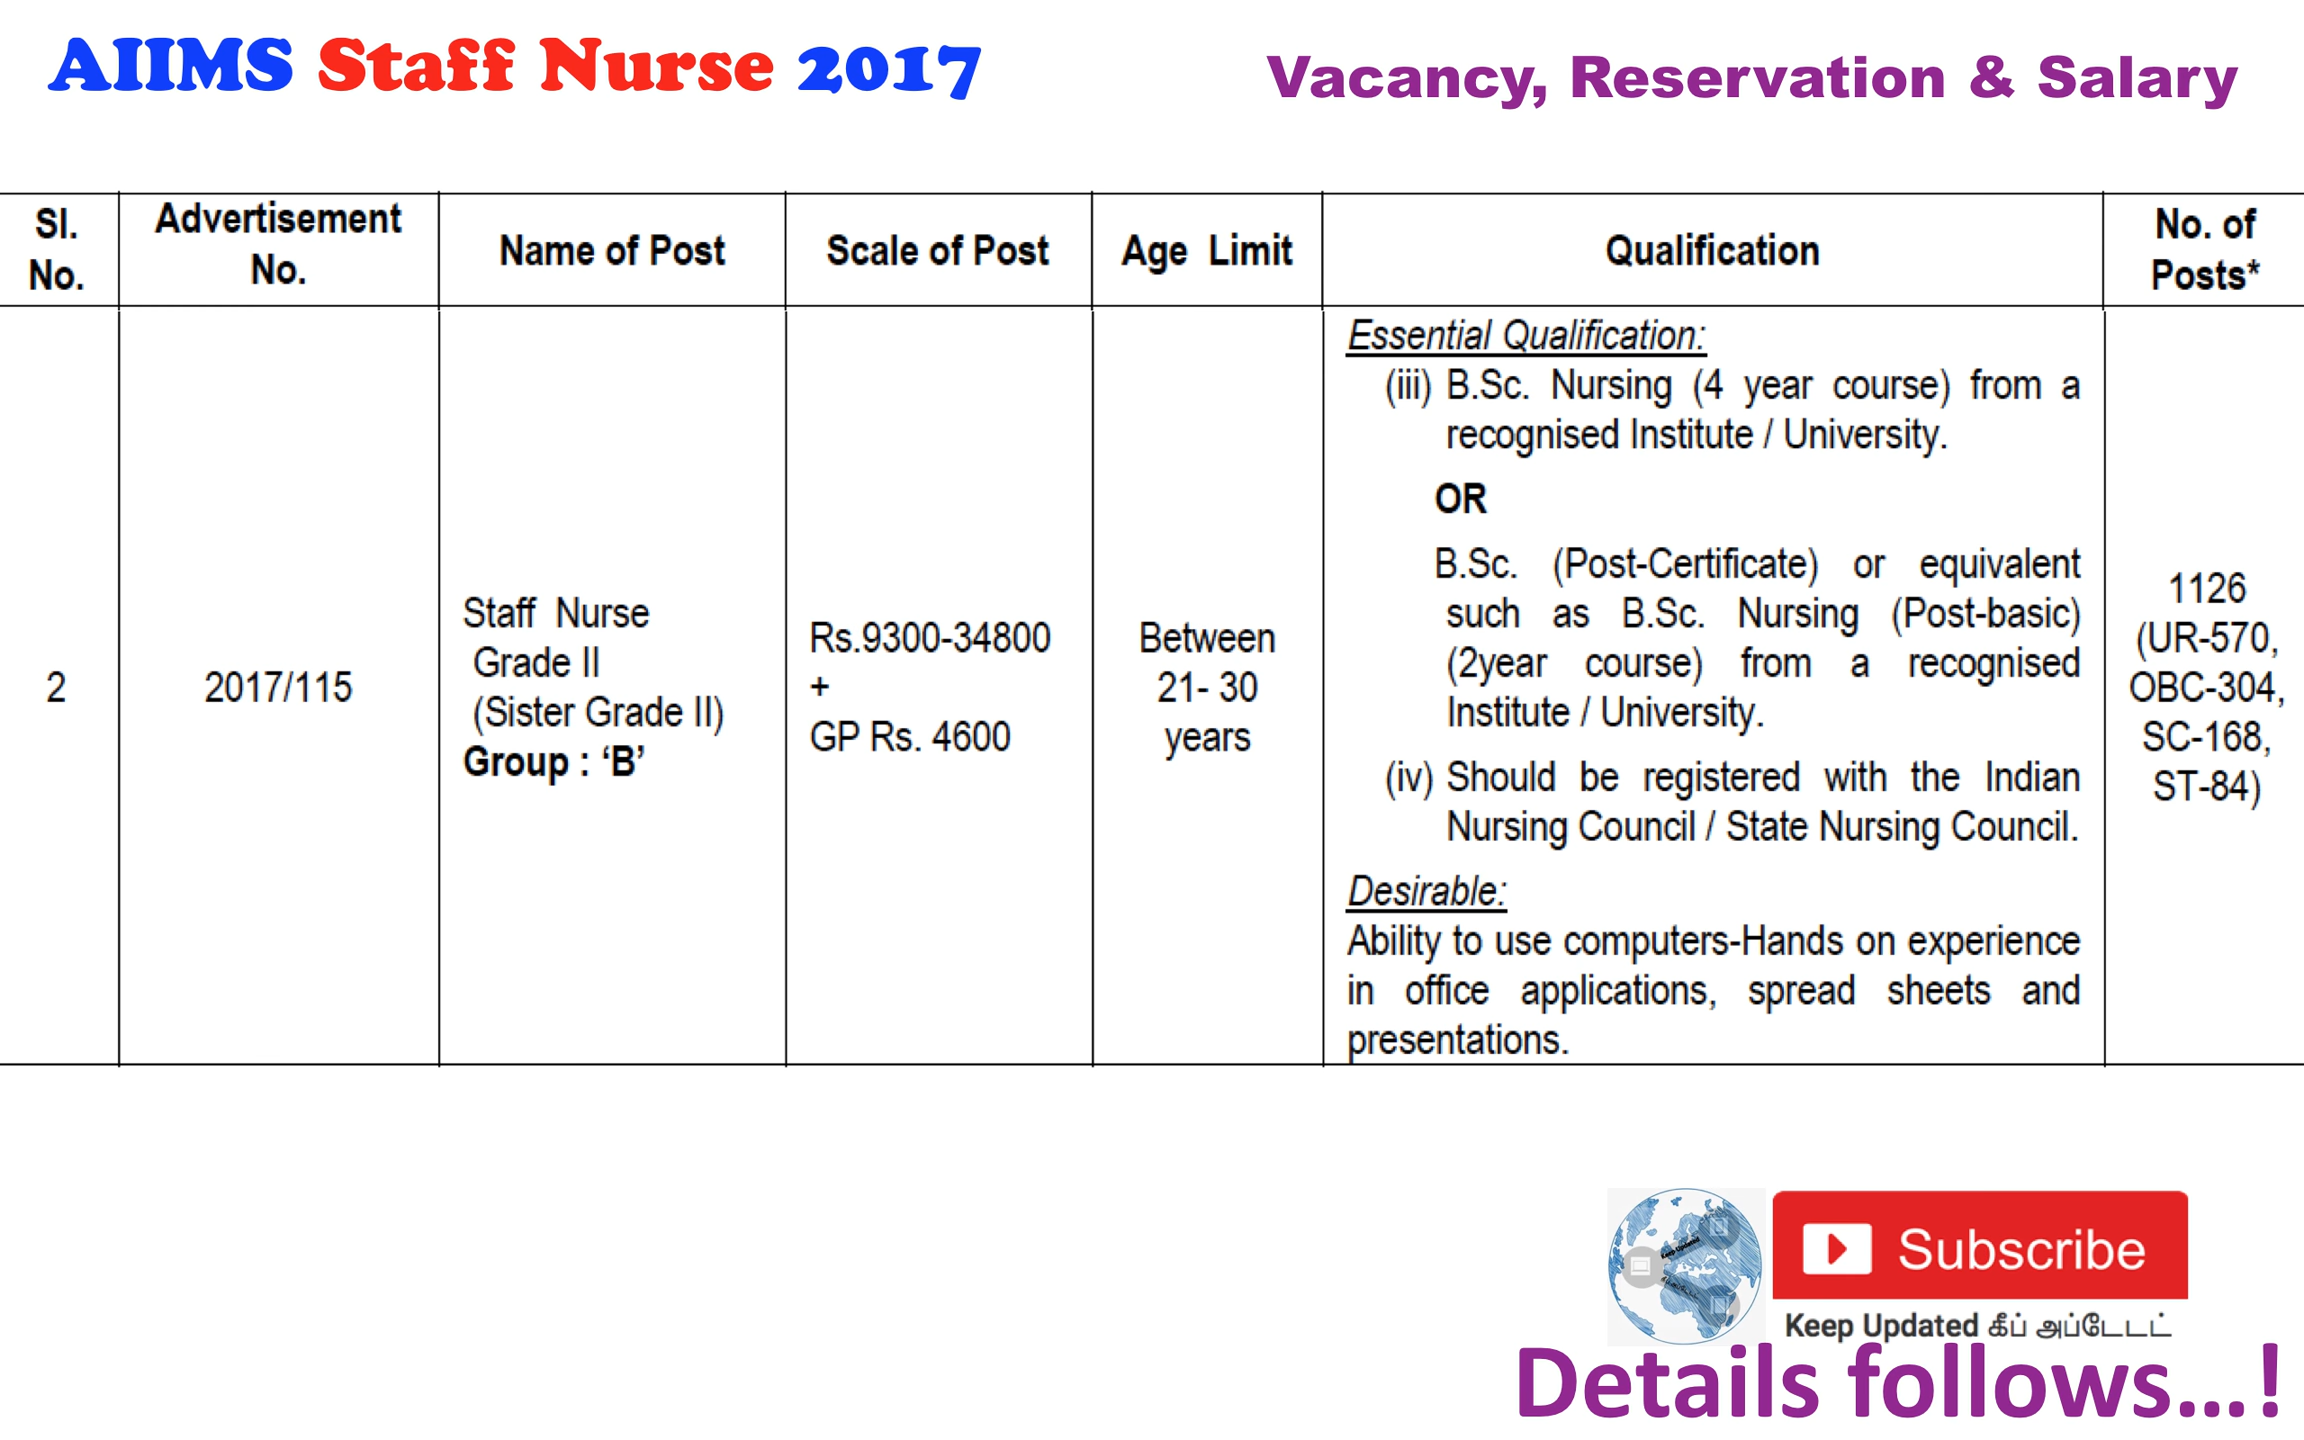 AIIMS Staff Nurse 2017
Vacancy, Reservation & Salary
Sl.
No.
Advertisement
No.
Name of Post
Scale of Post
Age Limit
Qualification
No. of
Posts*
2
2017/115
Staff Nurse
Grade II
(Sister Grade II)
Group : ‘B’
Rs.9300-34800
+
GP Rs. 4600
Between
21- 30
years
Essential Qualification:
(iii) B.Sc. Nursing (4 year course) from a
recognised Institute / University.
OR
B.Sc. (Post-Certificate) or equivalent
such as B.Sc. Nursing (Post-basic)
(2year course) from a recognised
Institute / University.
(iv) Should be registered with the Indian
Nursing Council / State Nursing Council.
Desirable:
Ability to use computers-Hands on experience
in office applications, spread sheets and
presentations.
1126
(UR-570,
OBC-304,
SC-168,
ST-84)
Keep Updated
Subscribe
Keep Updated கீப் அப்டேடட்
Details follows...!